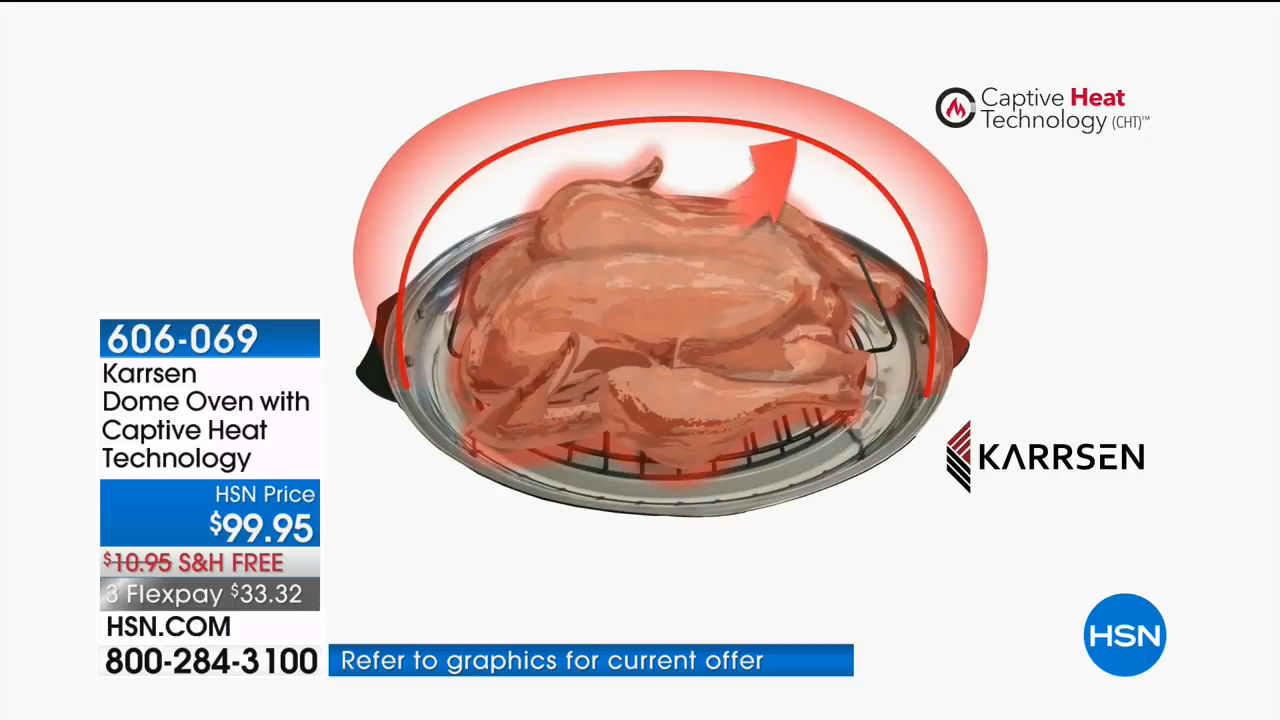 Captive Heat
Technology (CHT)™
606-069
Karrsen
Dome Oven with
Captive Heat
Technology
HSN Price
$99.95
$10.95 S&H FREE
3 Flexpay $33.32
HSN.COM
800-284-3100
Refer to graphics for current offer
KARRSEN
HSN